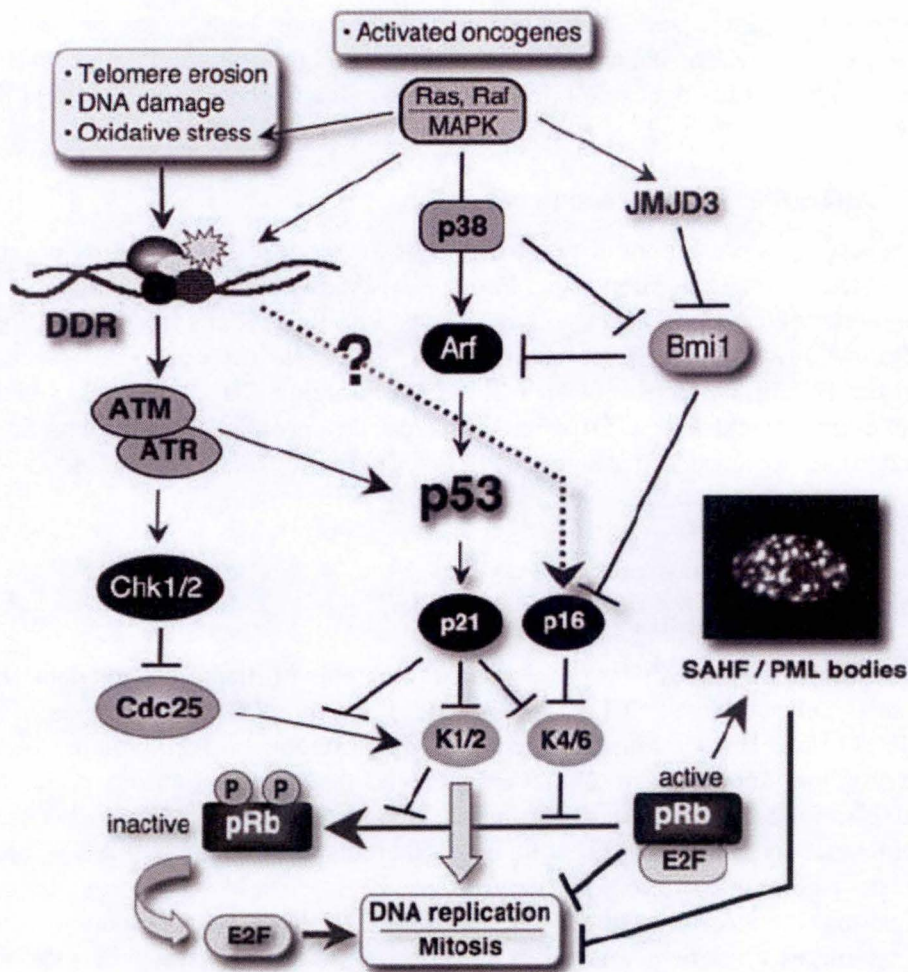 • Activated oncogenes
• Telomere erosion
• DNA damage
• Oxidative stress
Ras, Raf
MAPK
JMJD3
p38
DDR
?
Arf
Bmi1
ATM
ATR
p53
Chk1/2
p21
p16
SAHF / PML bodies
Cdc25
K1/2
K4/6
active
P P
inactive
pRb
pRb
E2F
DNA replication
E2F
Mitosis